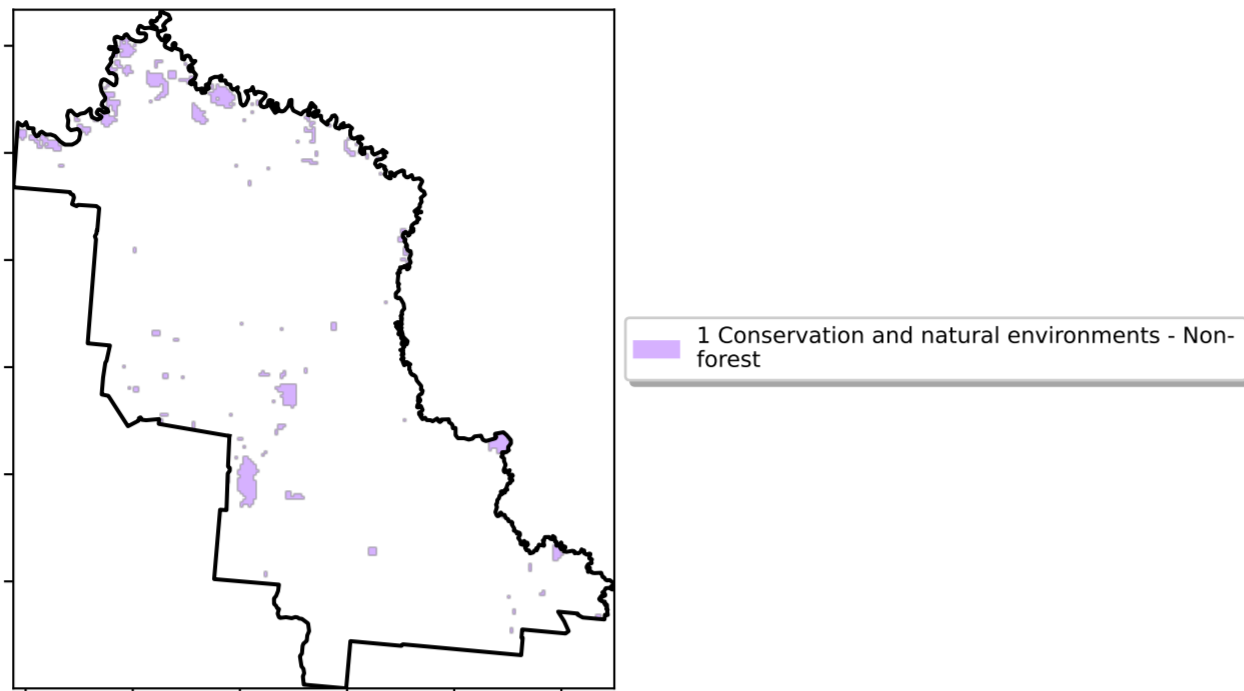 1 Conservation and natural environments - Non-
forest